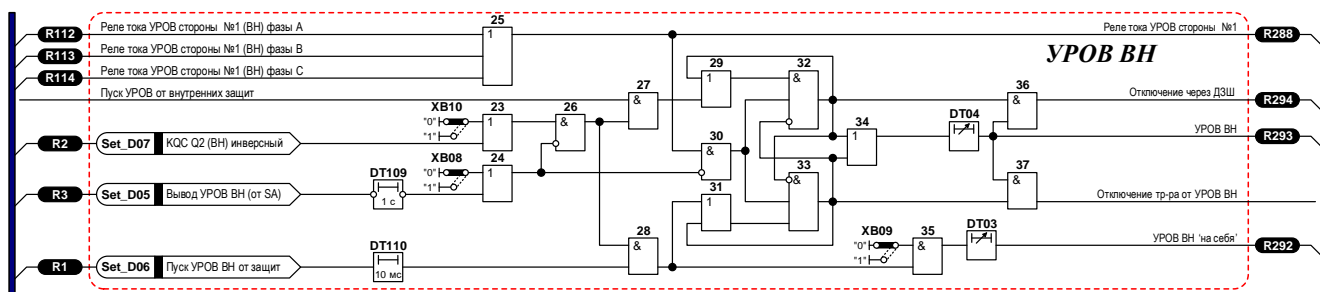 25
R112 Реле тока УРОВ стороны №1 (ВН) фазы А 1 Реле тока УРОВ стороны №1 R288
R113 Реле тока УРОВ стороны №1 (ВН) фазы В
УРОВ ВН
R114 Реле тока УРОВ стороны №1 (ВН) фазы С
29 32
1 &
Пуск УРОВ от внутренних защит
27 36
& & Отключение через ДЗШ R294
XB10 23 26
"0" 1 &
"1"
DT04
34
1 УРОВ ВН R293
R2 Set_D07 KQC Q2 (ВН) инверсный
30
&
XB08 24
"0" 1
"1"
33 37
& &
DT109
1 с
R3 Set_D05 Вывод УРОВ ВН (от SA)
31
1
Отключение тр-ра от УРОВ ВН
28
&
XB09 35 DT03
"0" &
"1"
УРОВ ВН 'на себя' R292
DT110
10 мс
R1 Set_D06 Пуск УРОВ ВН от защит